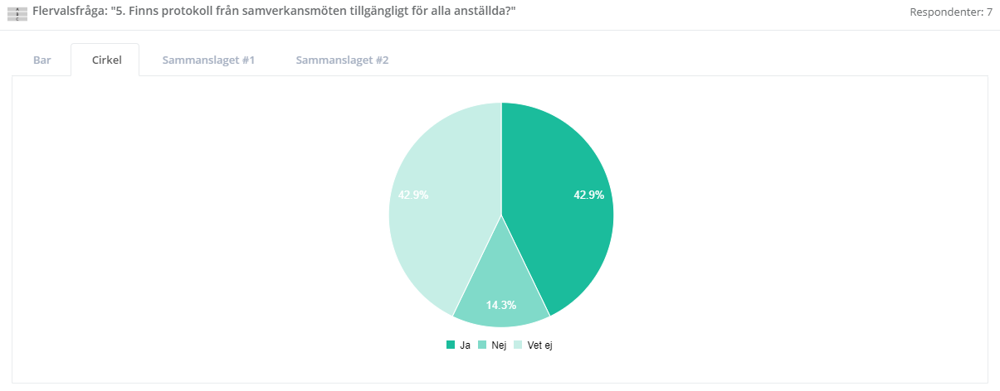 Flervalsfråga: "5. Finns protokoll från samverkansmöten tillgängligt för alla anställda?"
Respondenter: 7
Bar
Cirkel
Sammanslaget #1
Sammanslaget #2
42.9%
42.9%
14.3%
Ja
Nej
Vet ej